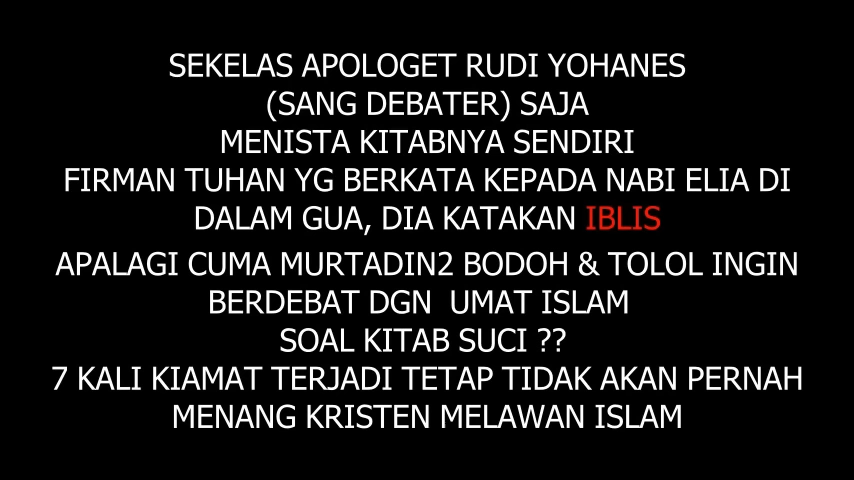 SEKELAS APOLOGET RUDI YOHANES
(SANG DEBATER) SAJA
MENISTA KITABNYA SENDIRI
FIRMAN TUHAN YG BERKATA KEPADA NABI ELIA DI
DALAM GUA, DIA KATAKAN IBLIS
APALAGI CUMA MURTADIN2 BODOH & TOLOL INGIN
BERDEBAT DGN UMAT ISLAM
SOAL KITAB SUCI ??
7 KALI KIAMAT TERJADI TETAP TIDAK AKAN PERNAH
MENANG KRISTEN MELAWAN ISLAM